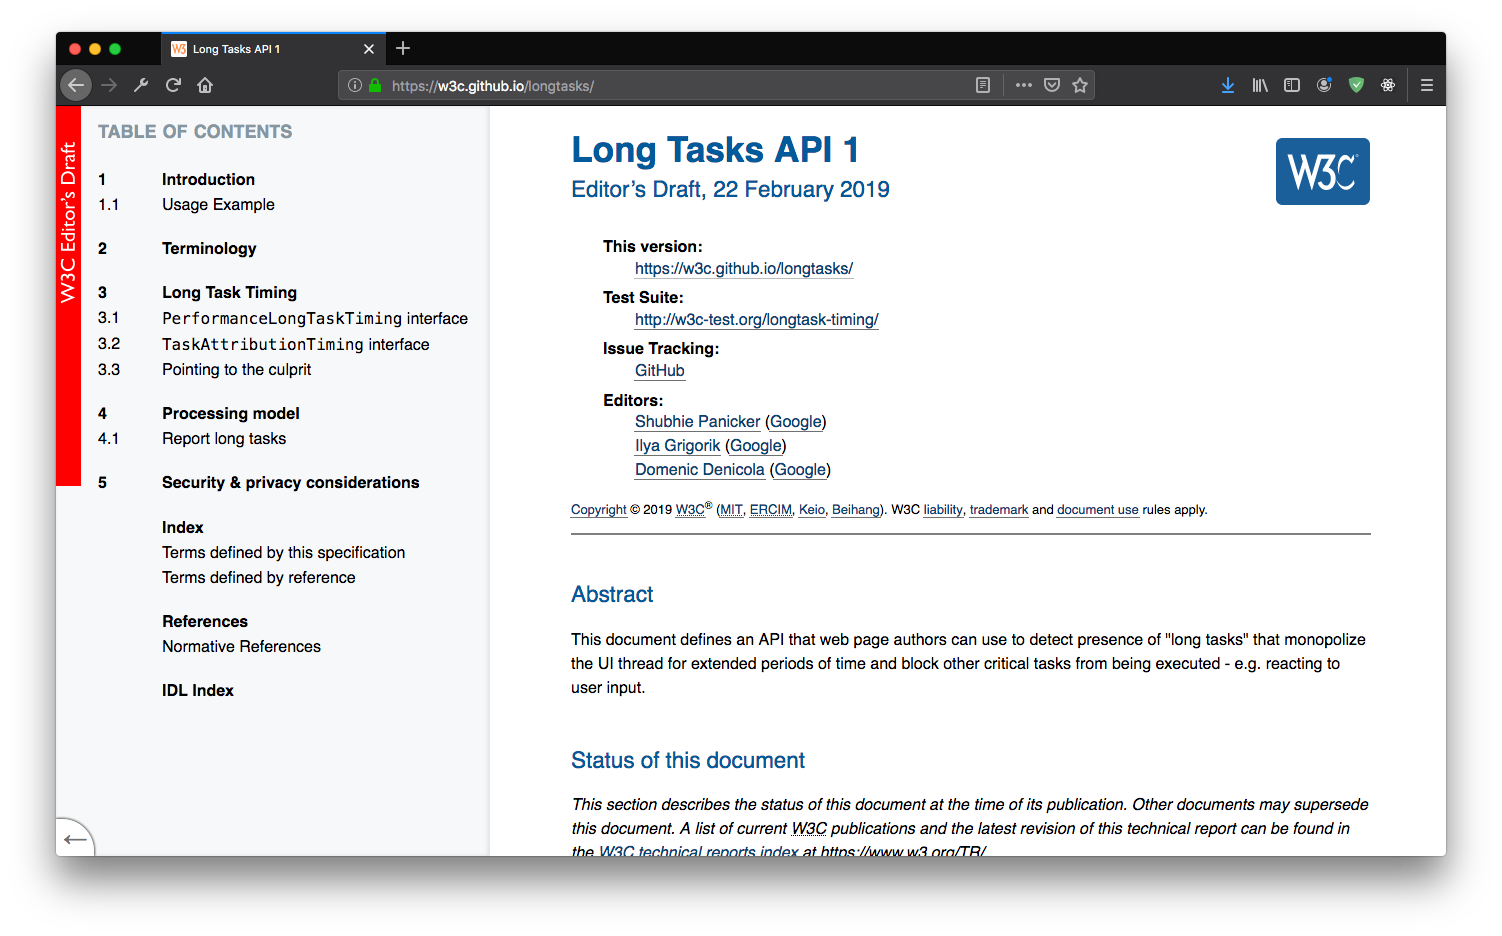 W3 Long Tasks API 1
https://w3c.github.io/longtasks/
W3C Editor's Draft
TABLE OF CONTENTS
1 Introduction
1.1 Usage Example
2 Terminology
3 Long Task Timing
3.1 PerformanceLongTaskTiming interface
3.2 TaskAttributionTiming interface
3.3 Pointing to the culprit
4 Processing model
4.1 Report long tasks
5 Security & privacy considerations
Index
Terms defined by this specification
Terms defined by reference
References
Normative References
IDL Index
Long Tasks API 1
W3C
Editor’s Draft, 22 February 2019
This version:
https://w3c.github.io/longtasks/
Test Suite:
http://w3c-test.org/longtask-timing/
Issue Tracking:
GitHub
Editors:
Shubhie Panicker (Google)
Ilya Grigorik (Google)
Domenic Denicola (Google)
Copyright © 2019 W3C® (MIT, ERCIM, Keio, Beihang). W3C liability, trademark and document use rules apply.
Abstract
This document defines an API that web page authors can use to detect presence of "long tasks" that monopolize
the UI thread for extended periods of time and block other critical tasks from being executed - e.g. reacting to
user input.
Status of this document
This section describes the status of this document at the time of its publication. Other documents may supersede
this document. A list of current W3C publications and the latest revision of this technical report can be found in
the W3C technical reports index at https://www.w3.org/TR/